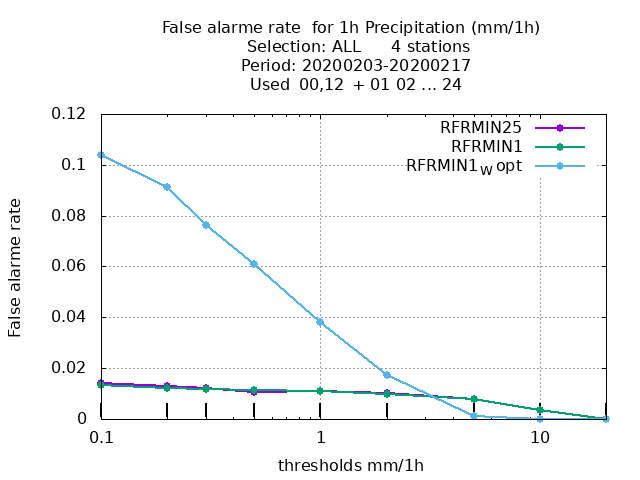 False alarme rate  for 1h Precipitation (mm/1h)
Selection: ALL      4 stations
Period: 20200203-20200217
Used  00,12  + 01 02 ... 24
0.12
0.1
0.08
0.06
0.04
0.02
0
False alarme rate
RFRMIN25
RFRMIN1
RFRMIN1w opt
0.1
1
10
thresholds mm/1h